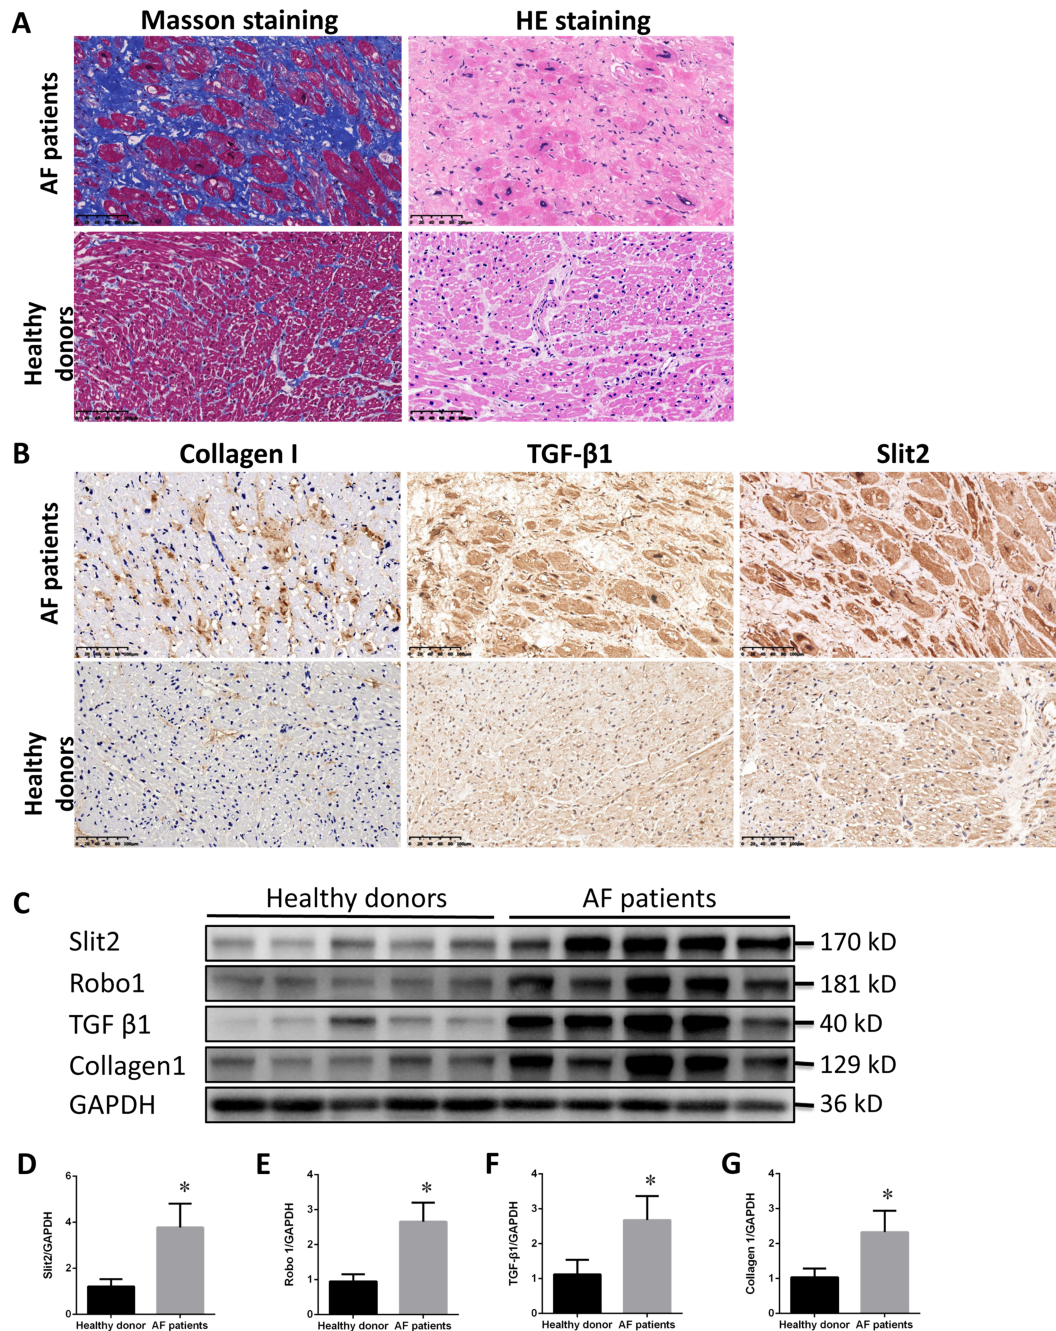 A
Masson staining
HE staining
AF patients
Healthy
donors
B
Collagen I
TGF-β1
Slit2
AF patients
Healthy
donors
C
Healthy donors
AF patients
Slit2
170 kD
Robo1
181 kD
TGF β1
40 kD
Collagen1
129 kD
GAPDH
36 kD
D
Slit2/GAPDH
6
4
2
0
*
Healthy donor
AF patients
E
Robo 1/GAPDH
4
3
2
1
0
*
Healthy donor
AF patients
F
TGF-β1/GAPDH
4
3
2
1
0
*
Healthy donor
AF patients
G
Collagen 1/GAPDH
4
3
2
1
0
*
Healthy donor
AF patients